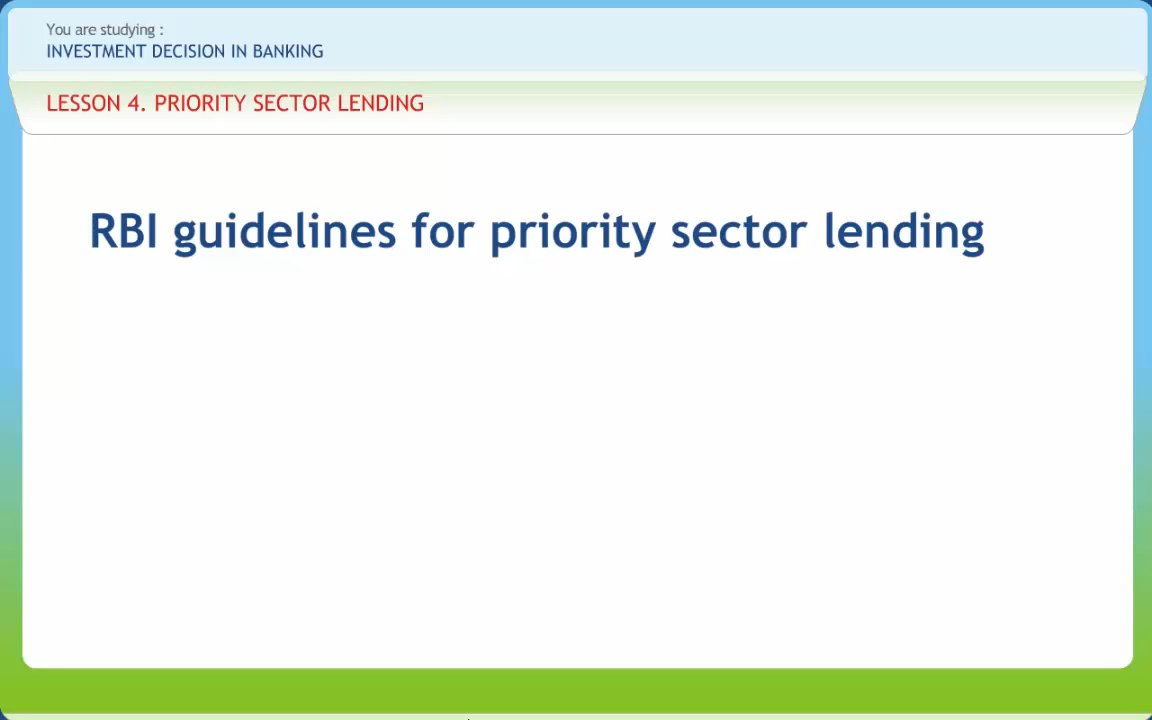 You are studying :
INVESTMENT DECISION IN BANKING
LESSON 4. PRIORITY SECTOR LENDING
RBI guidelines for priority sector lending